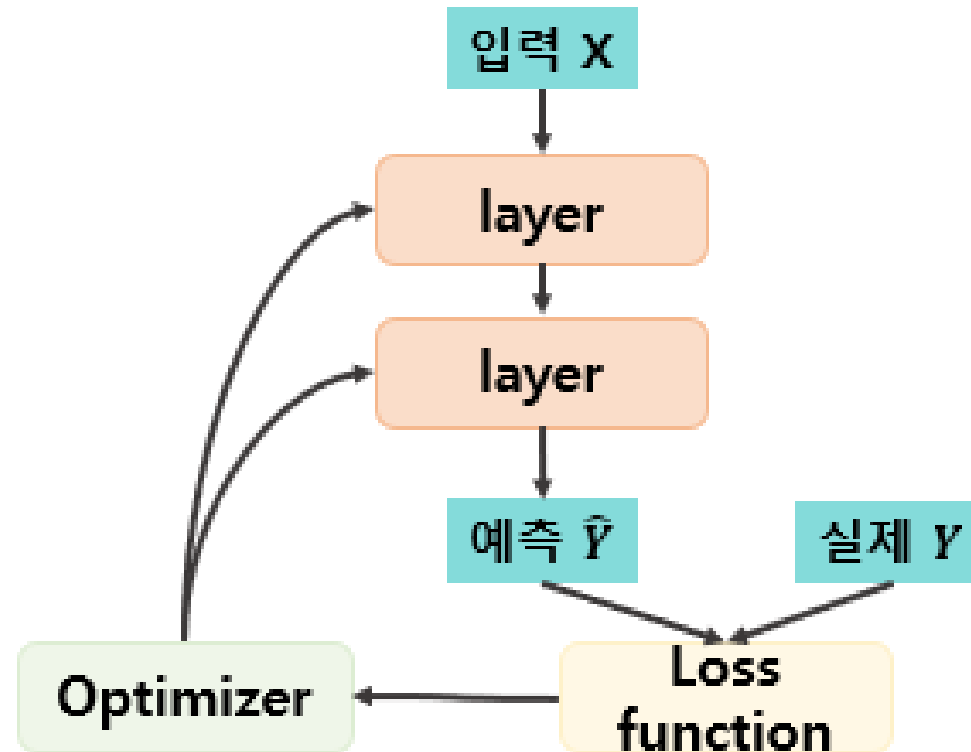 입력 X
layer
layer
예측 Ŷ
실제 Y
Optimizer
Loss
function